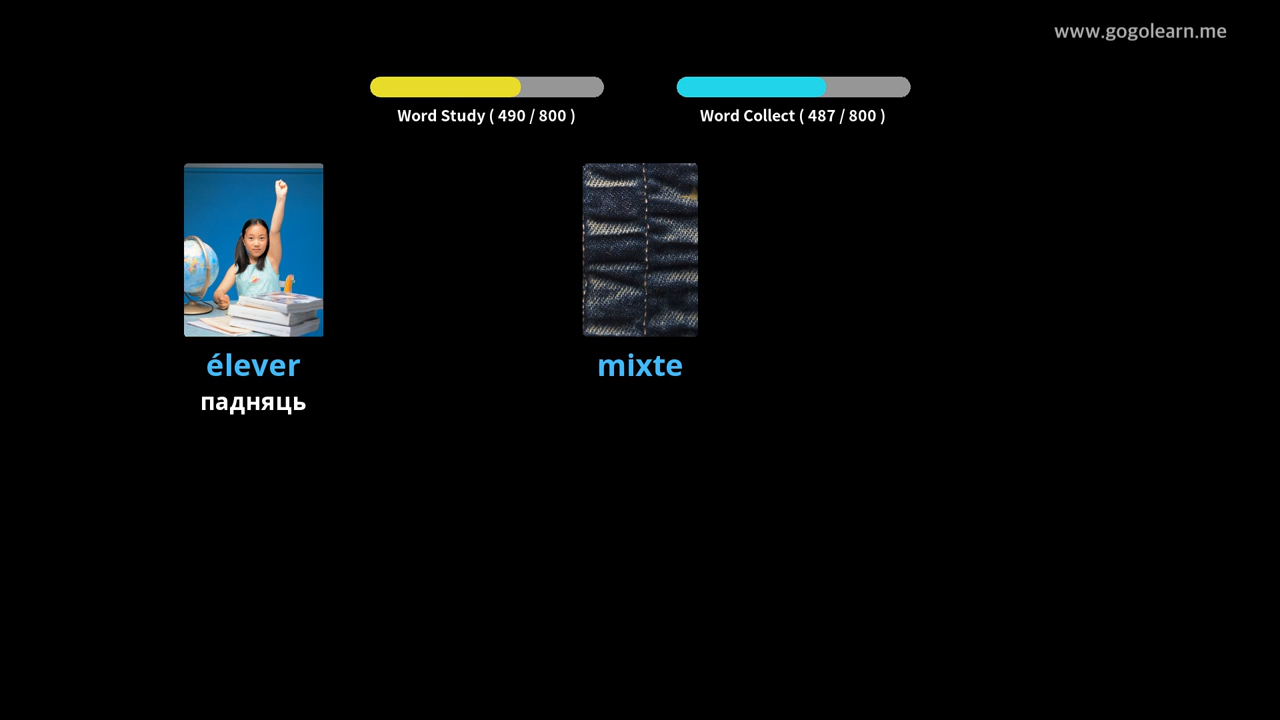 www.gogolearn.me
Word Study ( 490 / 800 )
Word Collect ( 487 / 800 )
élever
mixte
падняць